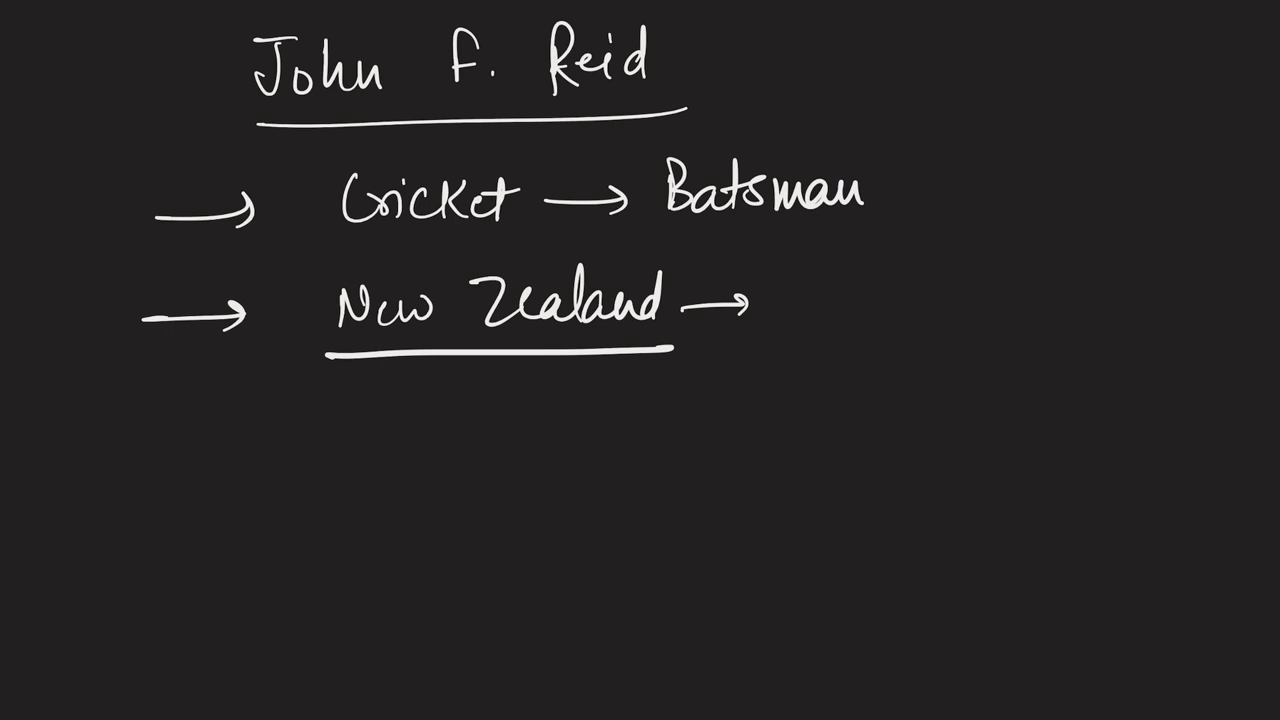 John F. Reid
→ Cricket → Batsman
→ New Zealand →